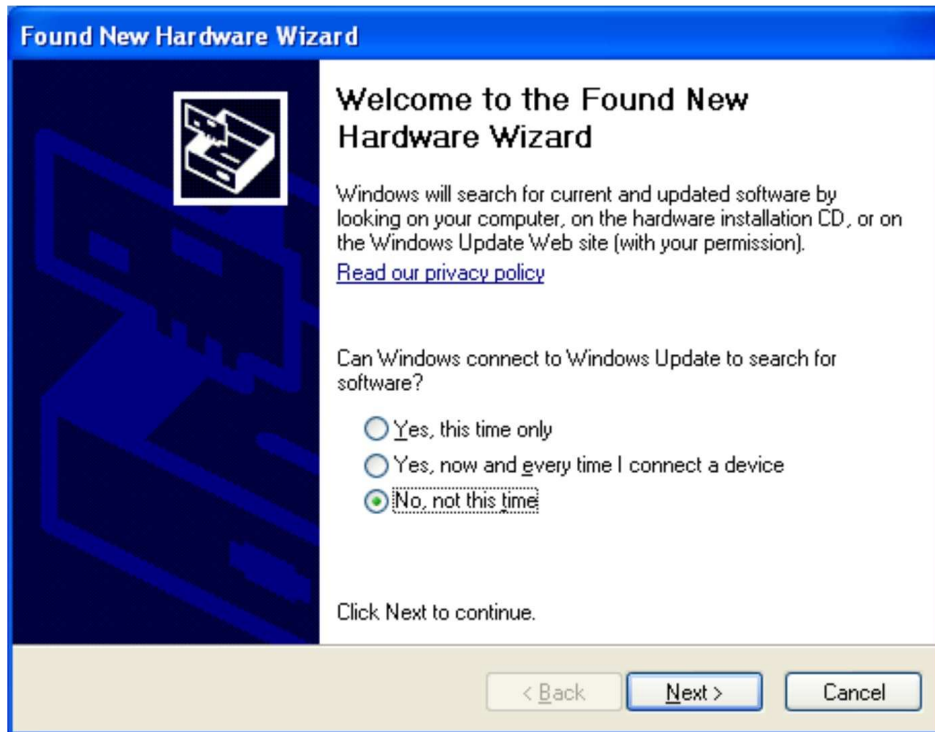 Found New Hardware Wizard
Welcome to the Found New
Hardware Wizard
Windows will search for current and updated software by
looking on your computer, on the hardware installation CD, or on
the Windows Update Web site (with your permission).
Read our privacy policy
Can Windows connect to Windows Update to search for
software?
Yes, this time only
Yes, now and every time I connect a device
No, not this time
Click Next to continue.
< Back Next > Cancel